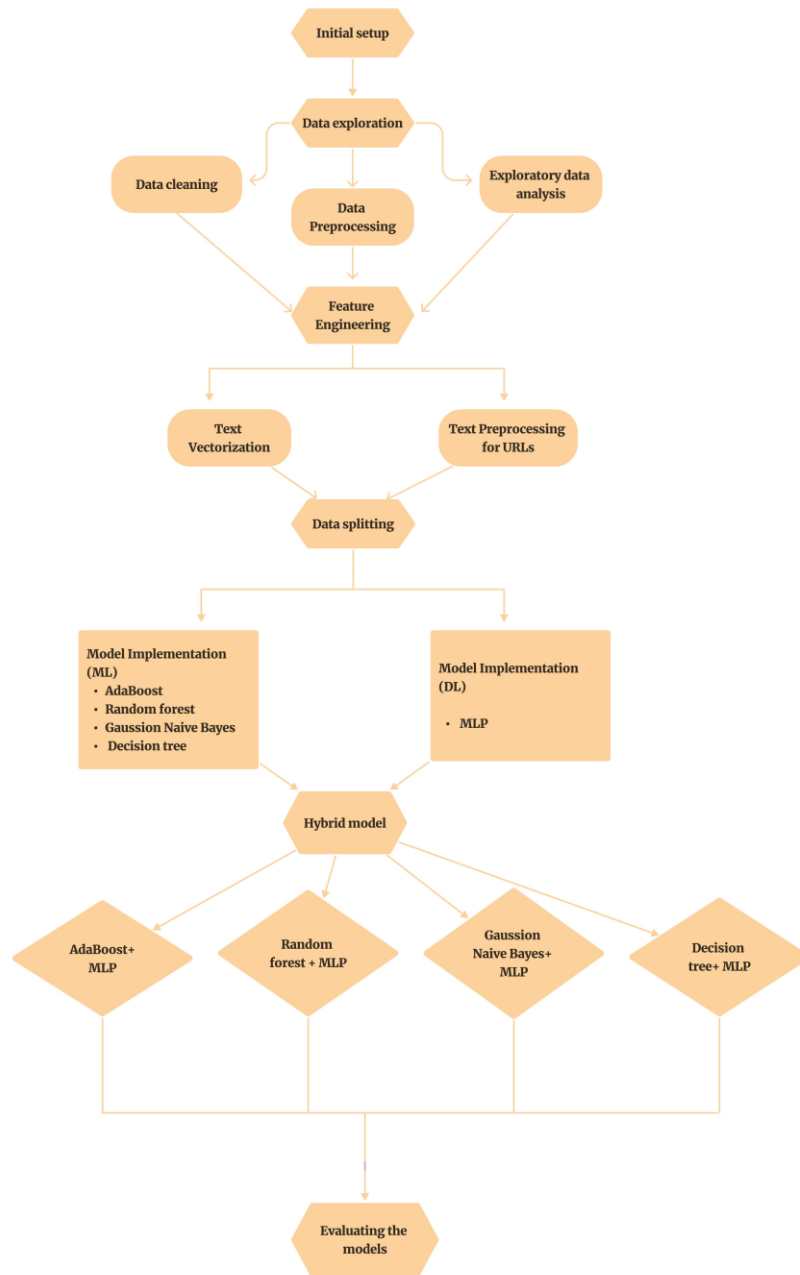 Initial setup
Data exploration
Data cleaning
Data
Preprocessing
Exploratory data
analysis
Feature
Engineering
Text
Vectorization
Text Preprocessing
for URLs
Data splitting
Model Implementation
(ML)
• AdaBoost
• Random forest
• Gaussion Naive Bayes
• Decision tree
Model Implementation
(DL)
• MLP
Hybrid model
AdaBoost+
MLP
Random
forest + MLP
Gaussion
Naive Bayes+
MLP
Decision
tree+ MLP
Evaluating the
models